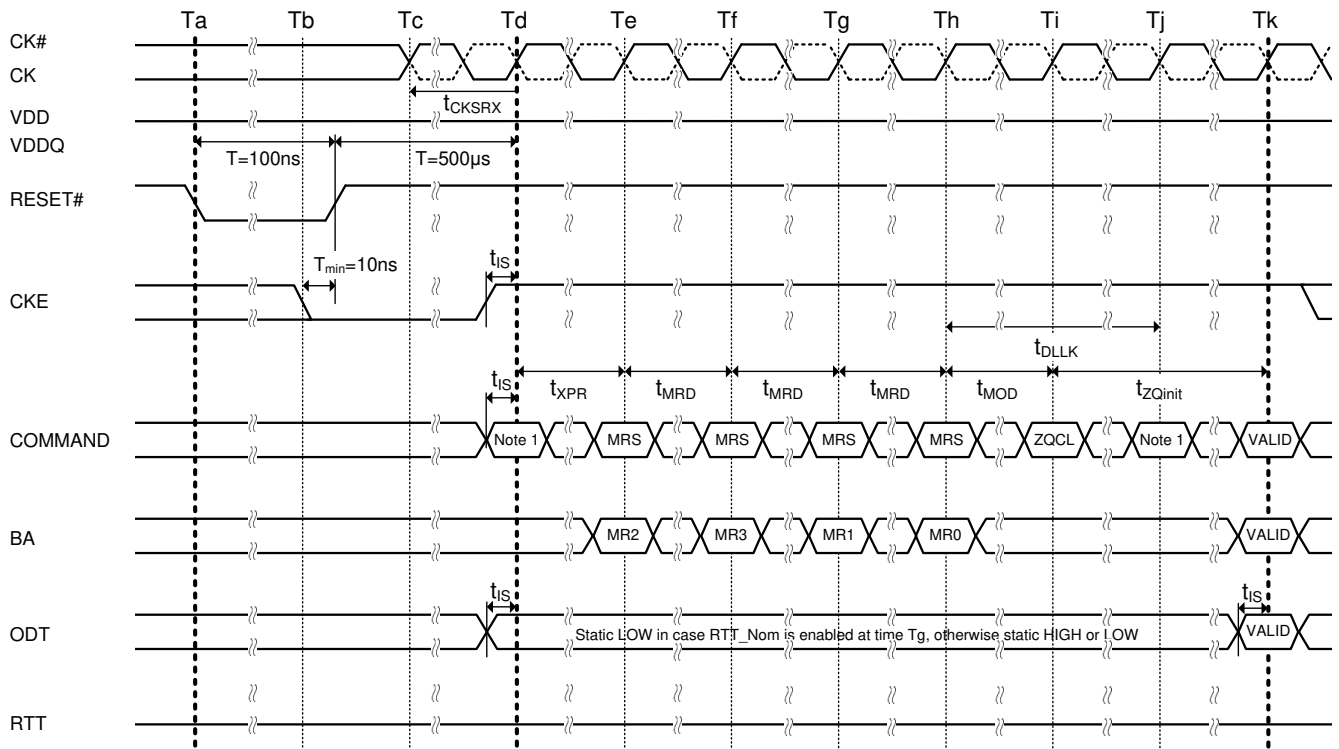 Ta Tb Tc Td Te Tf Tg Th Ti Tj Tk
CK#
CK
tCKSRX
VDD
VDDQ
T=100ns T=500µs
RESET#
Tmin=10ns tIS
CKE
tDLLK
tIS tXPR tMRD tMRD tMRD tMOD tZQinit
COMMAND Note 1 MRS MRS MRS MRS ZQCL Note 1 VALID
BA MR2 MR3 MR1 MR0 VALID
tIS tIS
ODT Static LOW in case RTT_Nom is enabled at time Tg, otherwise static HIGH or LOW VALID
RTT